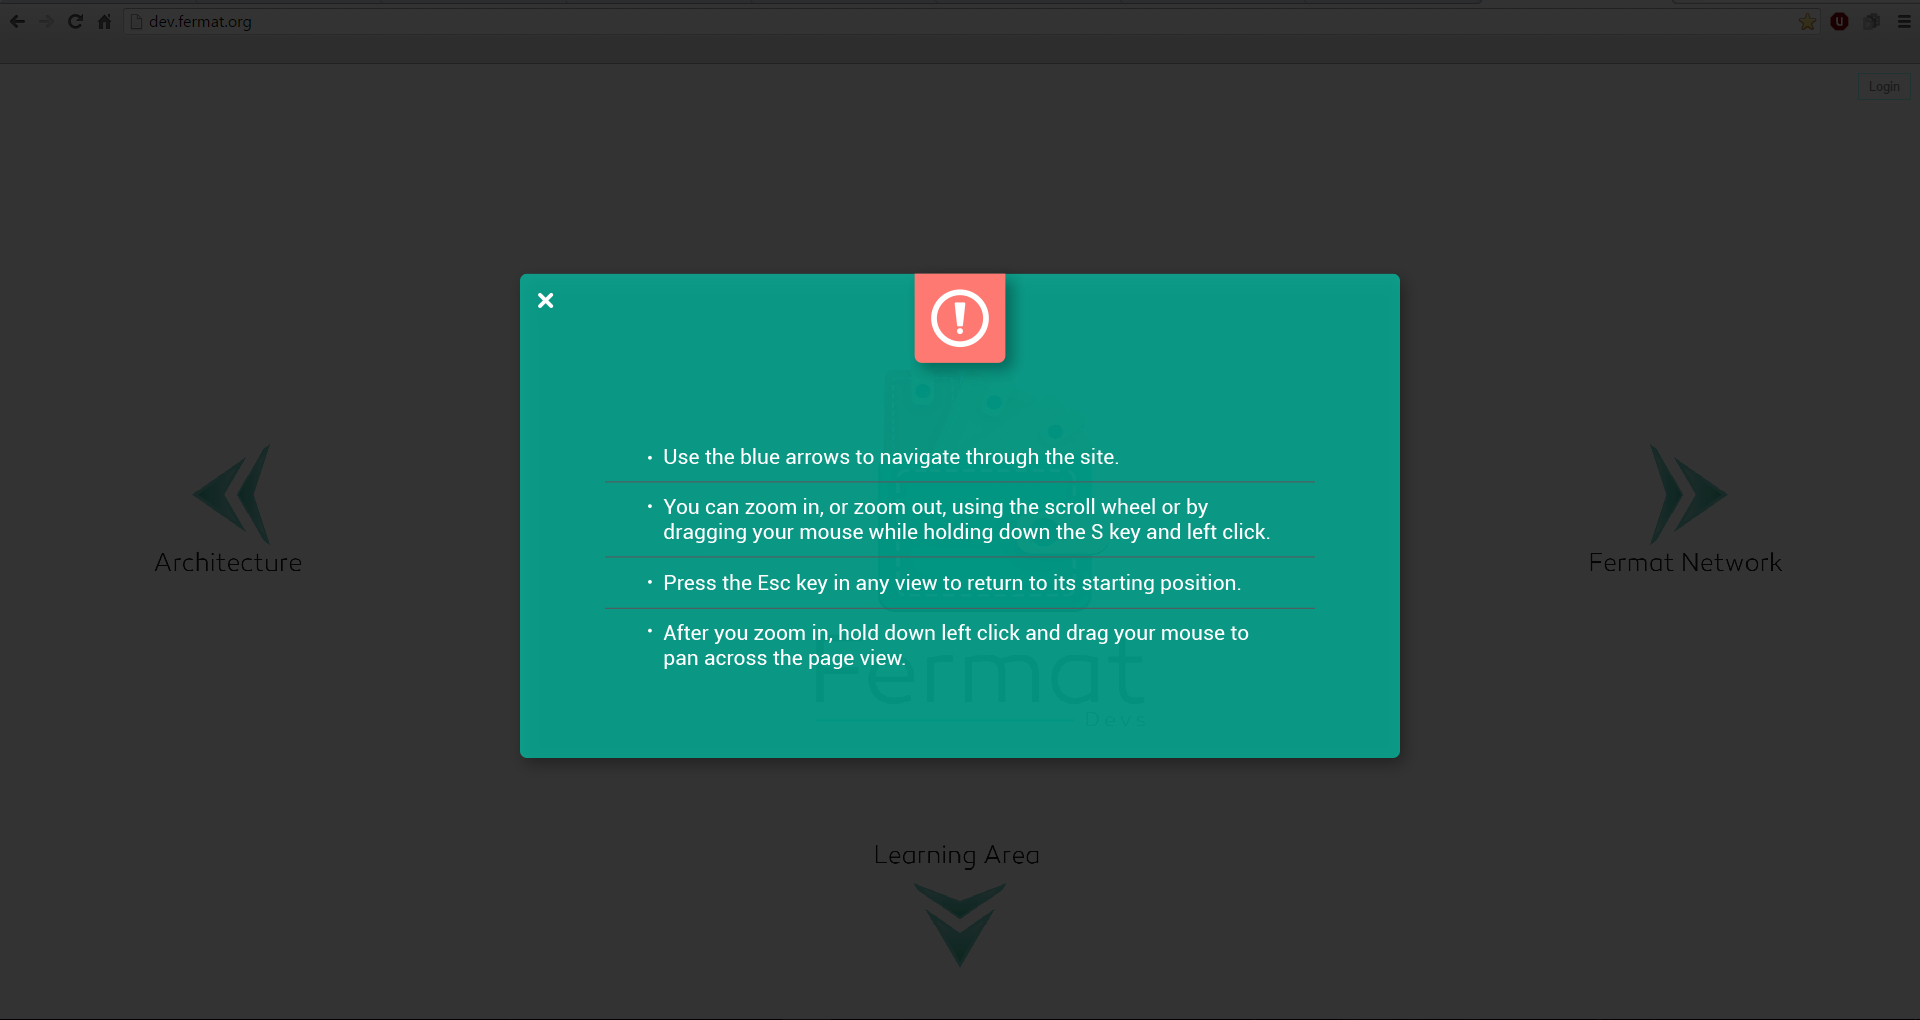 dev.fermat.org
Login
• Use the blue arrows to navigate through the site.
• You can zoom in, or zoom out, using the scroll wheel or by
dragging your mouse while holding down the S key and left click.
• Press the Esc key in any view to return to its starting position.
• After you zoom in, hold down left click and drag your mouse to
pan across the page view.
Architecture
Fermat Network
Fermat
Devs
Learning Area